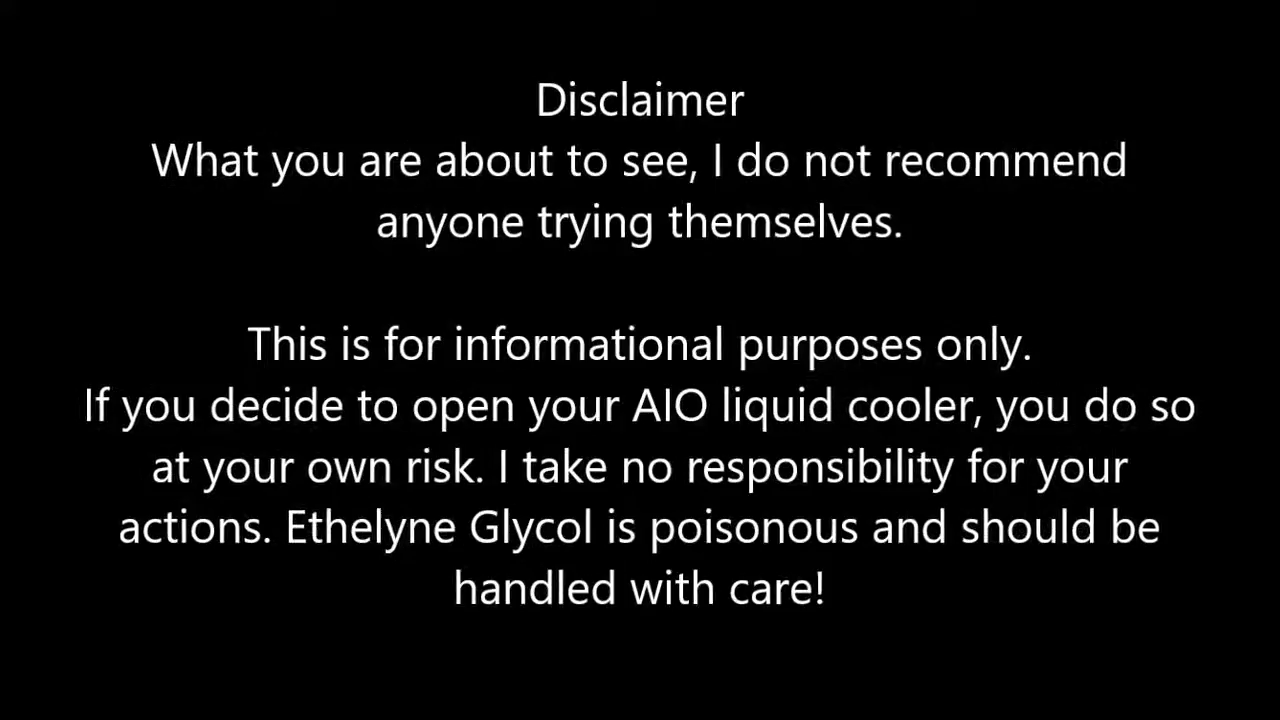 Disclaimer
What you are about to see, I do not recommend
anyone trying themselves.
This is for informational purposes only.
If you decide to open your AIO liquid cooler, you do so
at your own risk. I take no responsibility for your
actions. Ethelyne Glycol is poisonous and should be
handled with care!